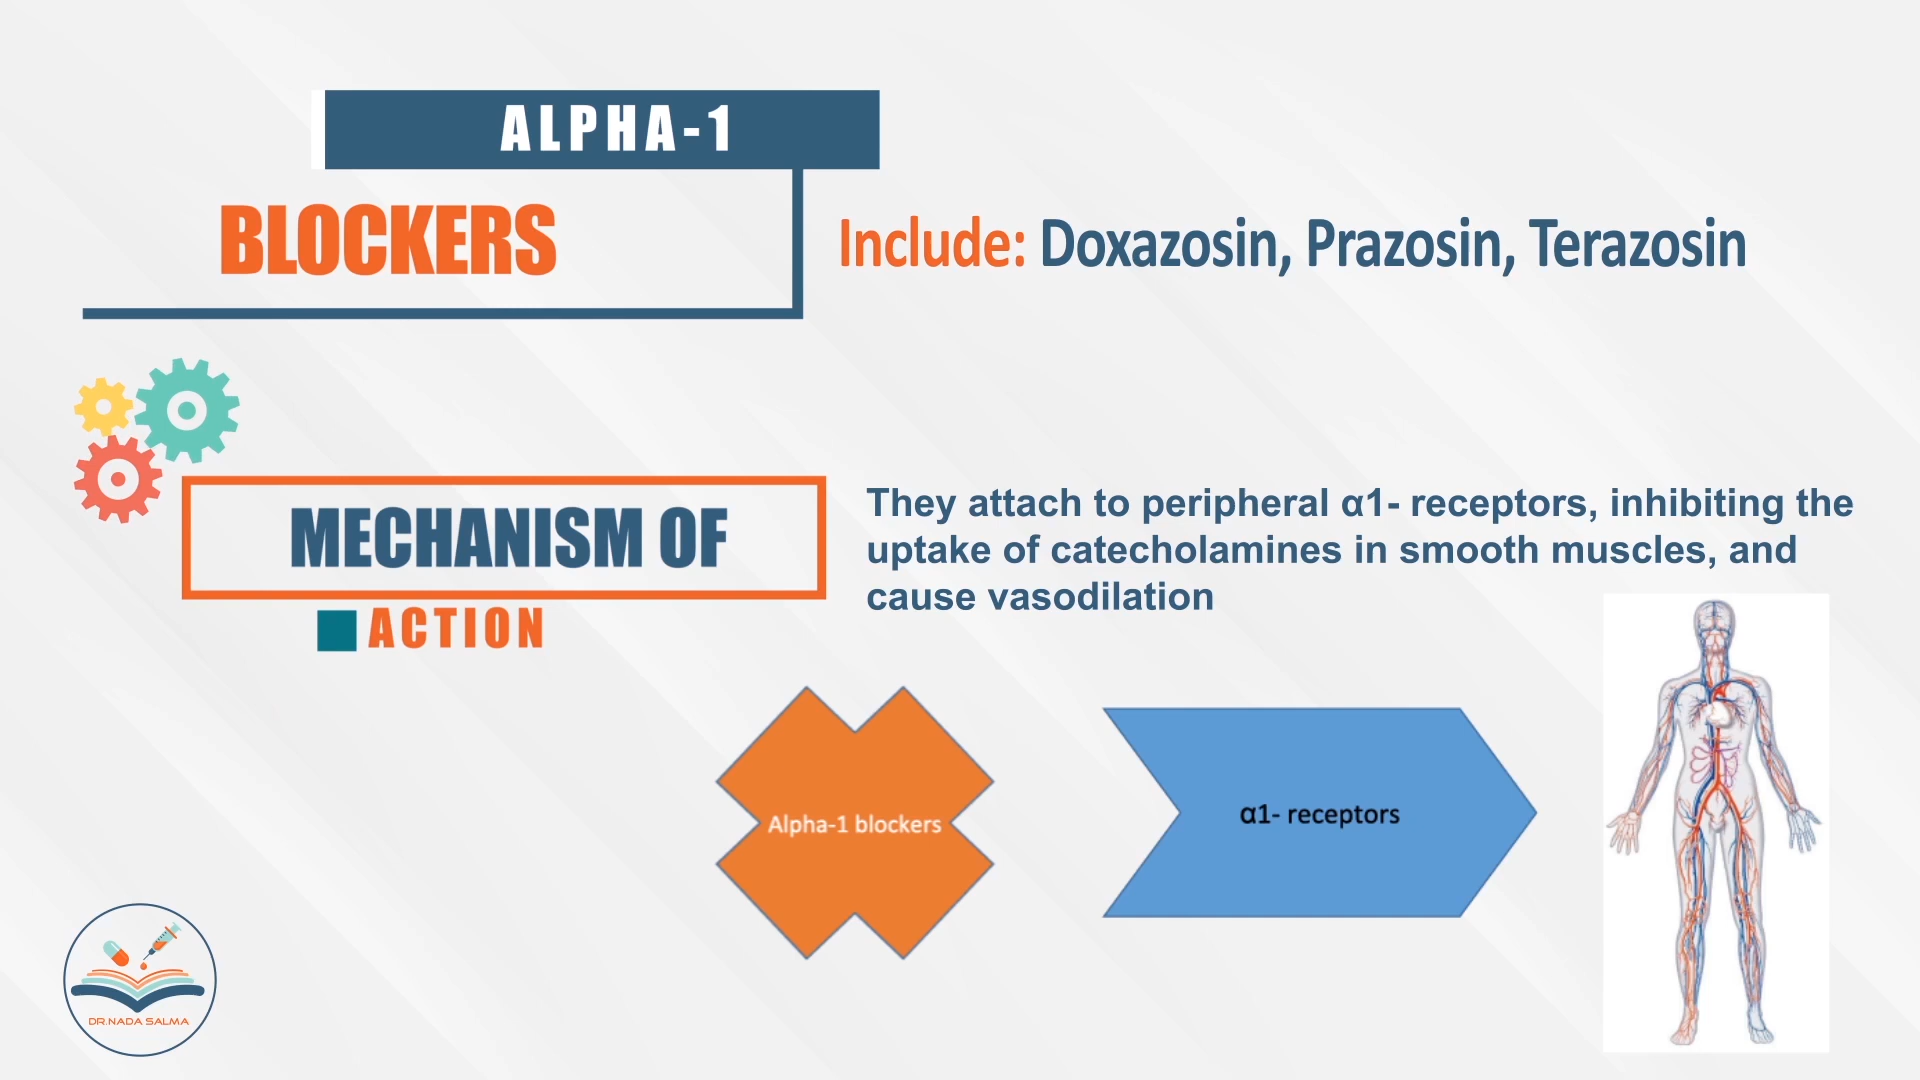 ALPHA-1
BLOCKERS
Include: Doxazosin, Prazosin, Terazosin
MECHANISM OF
ACTION
They attach to peripheral α1- receptors, inhibiting the
uptake of catecholamines in smooth muscles, and
cause vasodilation
Alpha-1 blockers
α1- receptors
DR.NADA SALMA